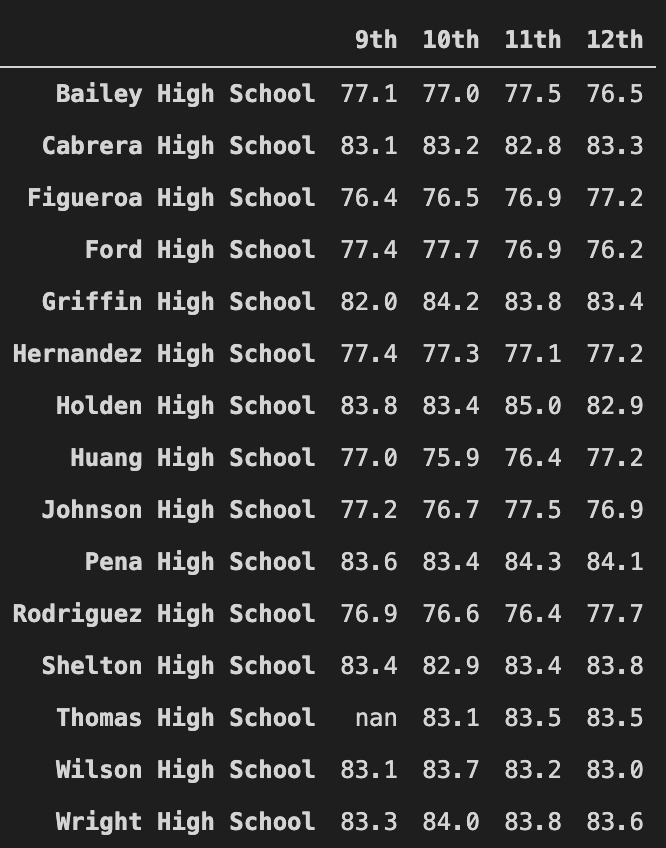 9th 10th 11th 12th
Bailey High School 77.1 77.0 77.5 76.5
Cabrera High School 83.1 83.2 82.8 83.3
Figueroa High School 76.4 76.5 76.9 77.2
Ford High School 77.4 77.7 76.9 76.2
Griffin High School 82.0 84.2 83.8 83.4
Hernandez High School 77.4 77.3 77.1 77.2
Holden High School 83.8 83.4 85.0 82.9
Huang High School 77.0 75.9 76.4 77.2
Johnson High School 77.2 76.7 77.5 76.9
Pena High School 83.6 83.4 84.3 84.1
Rodriguez High School 76.9 76.6 76.4 77.7
Shelton High School 83.4 82.9 83.4 83.8
Thomas High School nan 83.1 83.5 83.5
Wilson High School 83.1 83.7 83.2 83.0
Wright High School 83.3 84.0 83.8 83.6